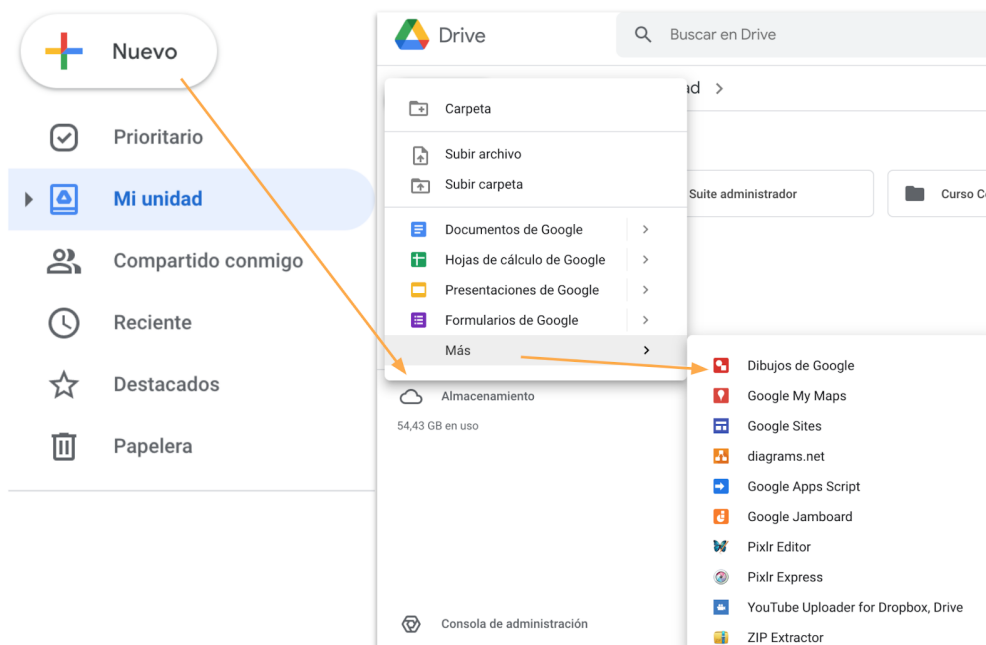 Nuevo
Prioritario
Mi unidad
Compartido conmigo
Reciente
Destacados
Papelera
Drive
Buscar en Drive
ad
Carpeta
Subir archivo
Subir carpeta
Suite administrador
Curso C
Documentos de Google
Hojas de cálculo de Google
Presentaciones de Google
Formularios de Google
Más
Almacenamiento
54,43 GB en uso
Dibujos de Google
Google My Maps
Google Sites
diagrams.net
Google Apps Script
Google Jamboard
Pixlr Editor
Pixlr Express
YouTube Uploader for Dropbox, Drive
ZIP Extractor
Consola de administración